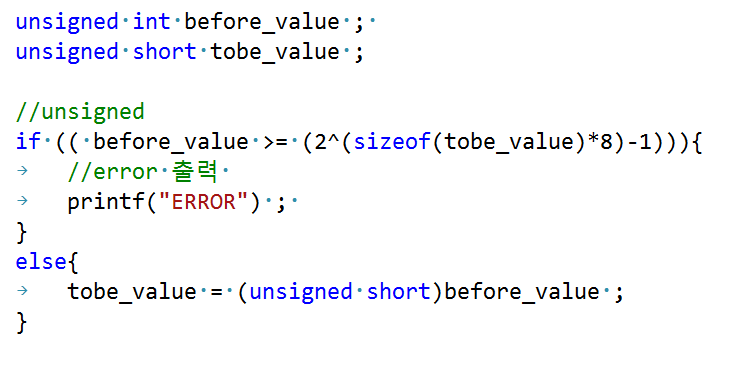 unsigned int before_value ;
unsigned short tobe_value ;
//unsigned
if (( before_value >= (2^(sizeof(tobe_value)*8)-1))){
//error 출력
printf("ERROR") ;
}
else{
tobe_value = (unsigned short)before_value ;
}